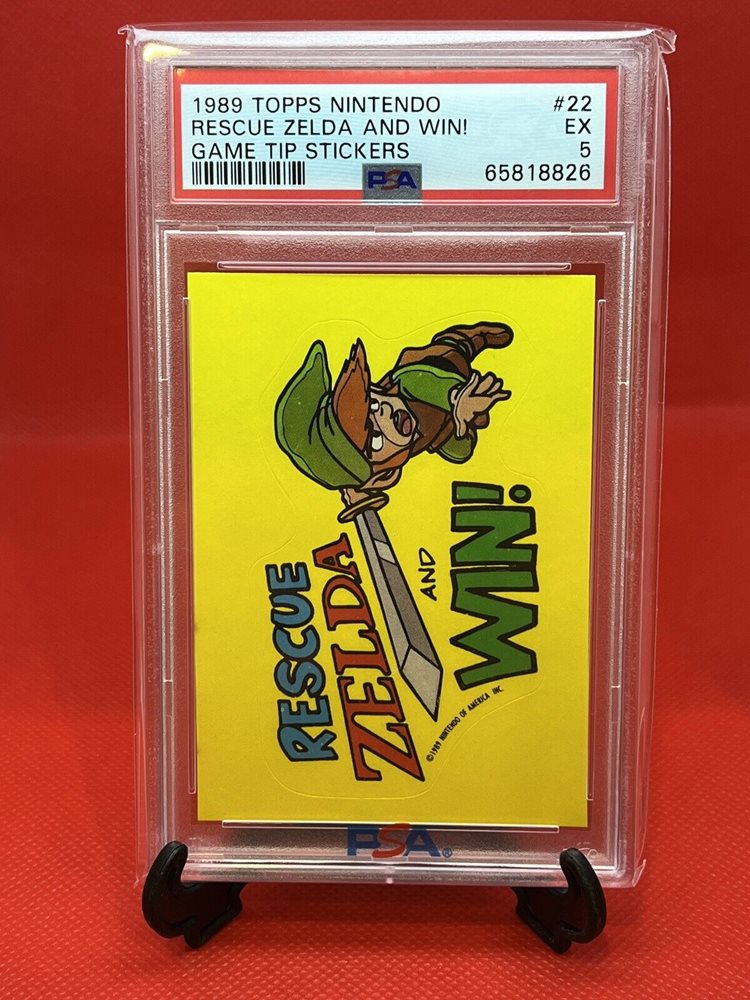 1989 TOPPS NINTENDO #22
RESCUE ZELDA AND WIN! EX
GAME TIP STICKERS 5
PSA 65818826
RESCUE
ZELDA
AND
WIN!
©1989 NINTENDO OF AMERICA INC.
PSA®